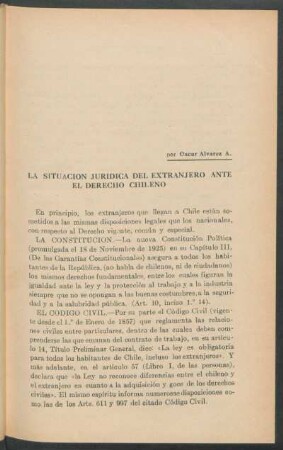 por Oscar Alvarez A.
LA SITUACION JURIDICA DEL EXTRANJERO ANTE
EL DERECHO CHILENO
En principio, los extranjeros que llegan a Chile están so-
metidos a las mismas disposiciones legales que los nacionales,
con respecto al Derecho vigente, común y especial.
LA CONSTITUCION.—La nueva Constitución Política
(promulgada el 18 de Noviembre de 1925) en su Capítulo III.
(De las Garantías Constitucionales) asegura a todos los habi-
tantes de la República, (no habla de chilenos, ni de ciudadanos)
los mismos derechos fundamentales, entre los cuales figuran la
igualdad ante la ley y la protección al trabajo y a la industria
siempre que no se opongan a las buenas costumbres, a la seguri-
dad y a la salubridad pública. (Art. 10, inciso 1.° 14).
EL CODIGO CIVIL.—Por su parte el Código Civil (vigen-
te desde el 1.° de Enero de 1857) que reglamenta las relacio-
nes civiles entre particulares, dentro de las cuales deben com-
prenderse las que emanan del contrato de trabajo, en su artícu-
lo 14, Título Preliminar General, dice: «La ley es obligatoria
para todos los habitantes de Chile, incluso los extranjeros». Y
más adelante, en el artículo 57 (Libro I, de las personas),
declara que «la Ley no reconoce diferencias entre el chileno y
el extranjero en cuanto a la adquisición y goce de los derechos
civiles». El mismo espíritu informa numerosas disposiciones co-
mo las de los Arts. 611 y 997 del citado Código Civil.